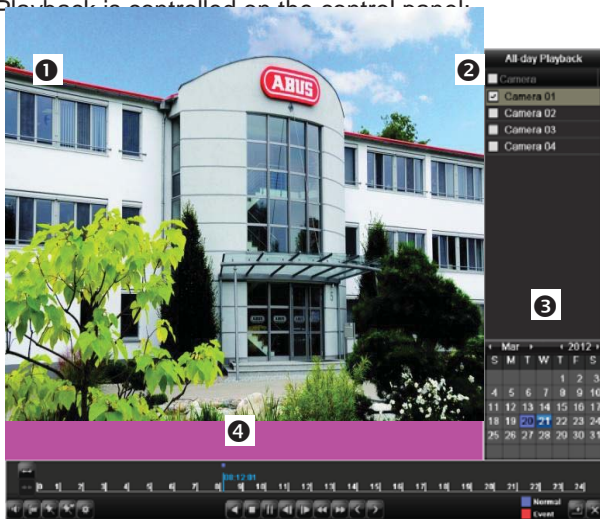 Playback is controlled on the control panel:
❶
❷
ABUS
All-day Playback
Camera
Camera 01
Camera 02
Camera 03
Camera 04
❸
Mar 2012
S M T W T F S
1 2 3
4 5 6 7 8 9 10
11 12 13 14 15 16 17
18 19 20 21 22 23 24
25 26 27 28 29 30 31
❹
08:12:01
0 1 2 3 4 5 6 7 8 9 10 11 12 13 14 15 16 17 18 19 20 21 22 23 24
Normal
Event